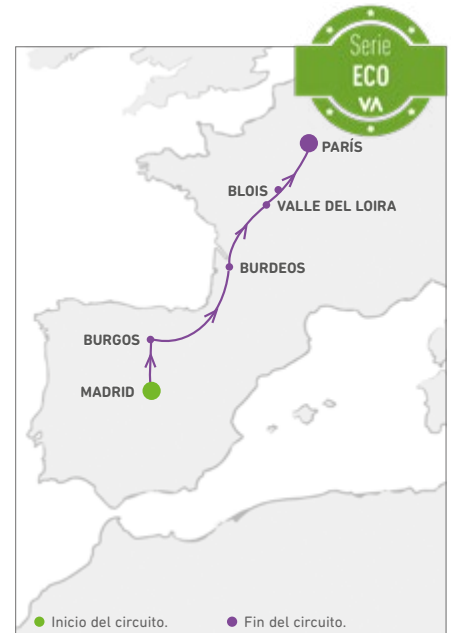 Serie
ECO
VA
PARÍS
BLOIS
VALLE DEL LOIRA
BURDEOS
BURGOS
MADRID
Inicio del circuito.
Fin del circuito.